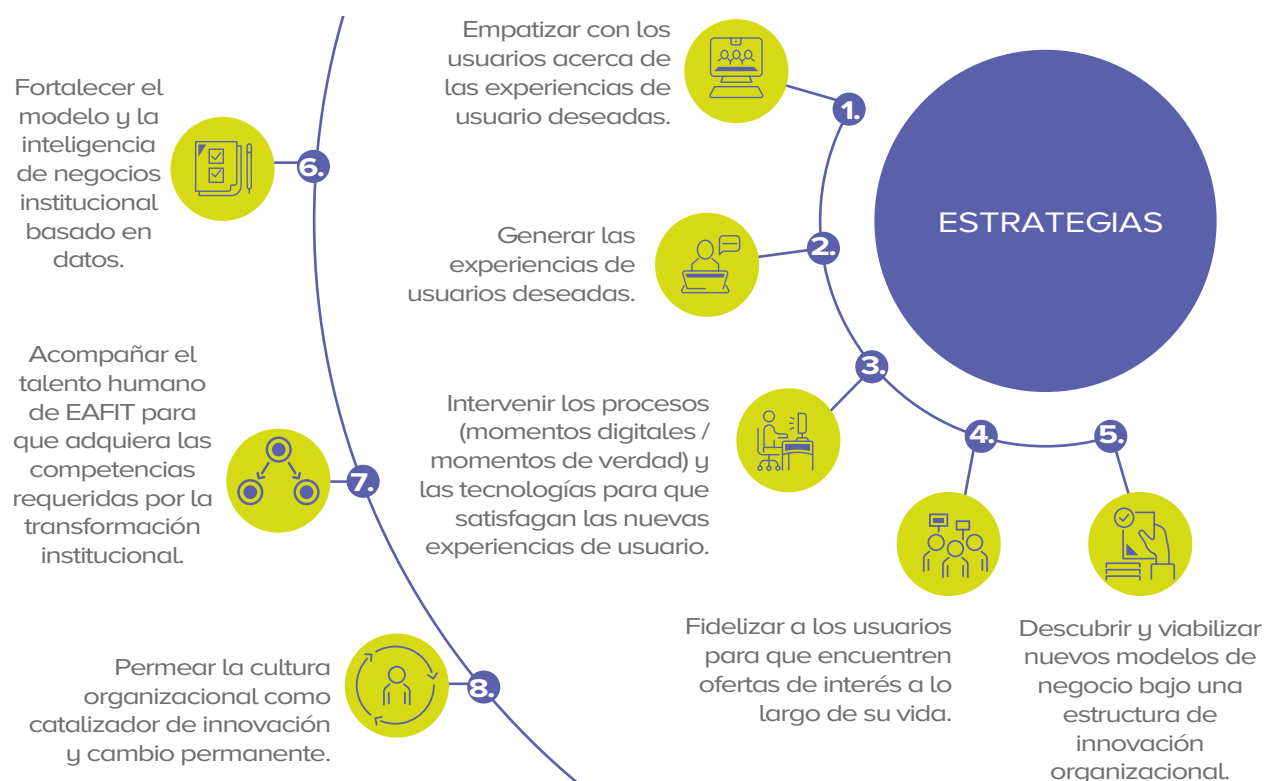 ESTRATEGIAS
1.
Empatizar con los
usuarios acerca de
las experiencias de
usuario deseadas.
2.
Generar las
experiencias de
usuarios deseadas.
3.
Intervenir los procesos
(momentos digitales /
momentos de verdad) y
las tecnologías para que
satisfagan las nuevas
experiencias de usuario.
4.
Fidelizar a los usuarios
para que encuentren
ofertas de interés a lo
largo de su vida.
5.
Descubrir y viabilizar
nuevos modelos de
negocio bajo una
estructura de
innovación
organizacional.
6.
Fortalecer el
modelo y la
inteligencia
de negocios
institucional
basado en
datos.
7.
Acompañar el
talento humano
de EAFIT para
que adquiera las
competencias
requeridas por la
transformación
institucional.
8.
Permear la cultura
organizacional como
catalizador de innovación
y cambio permanente.